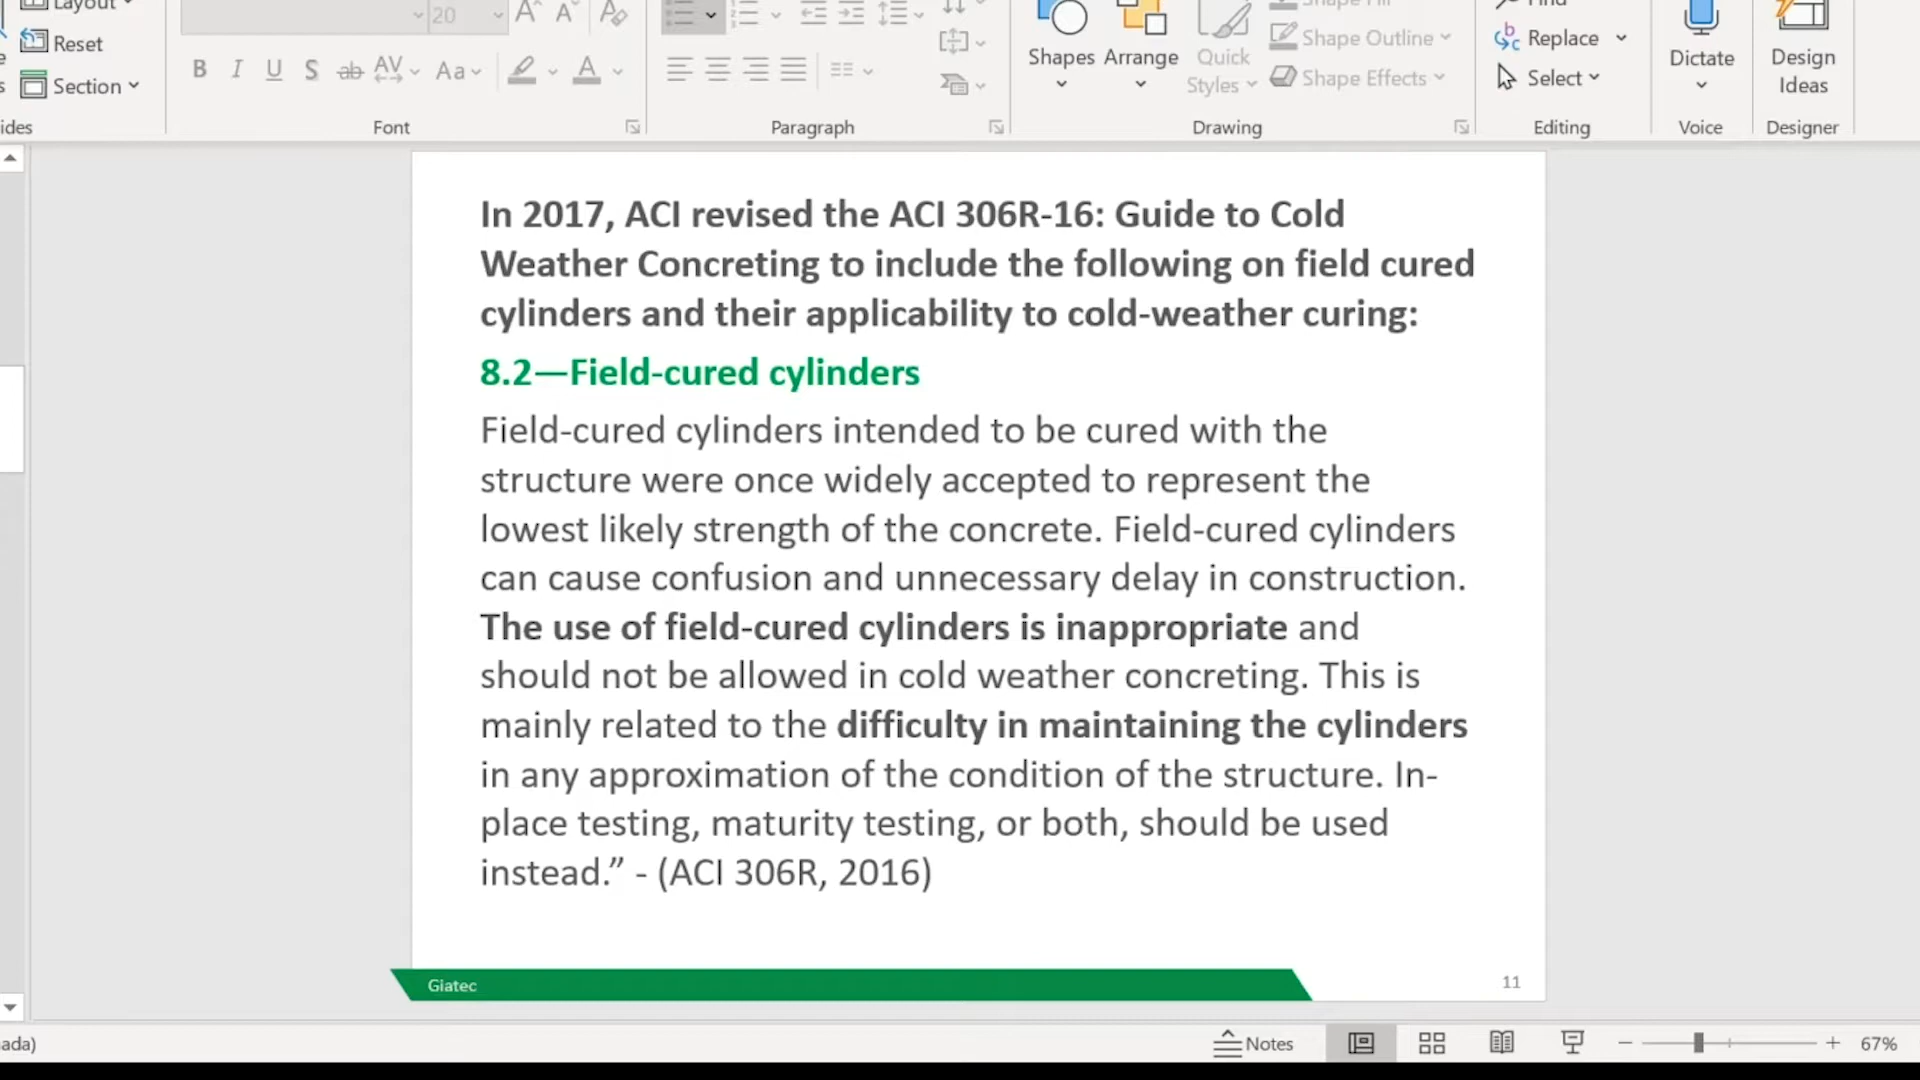 Layout
20
Reset
Section
B I U S ab AV Aa A
Shapes
Arrange
Quick
Styles
Shape Fill
Shape Outline
Shape Effects
Find
Replace
Select
Dictate
Design
Ideas
ides
Font
Paragraph
Drawing
Editing
Voice
Designer
In 2017, ACI revised the ACI 306R-16: Guide to Cold
Weather Concreting to include the following on field cured
cylinders and their applicability to cold-weather curing:
8.2—Field-cured cylinders
Field-cured cylinders intended to be cured with the
structure were once widely accepted to represent the
lowest likely strength of the concrete. Field-cured cylinders
can cause confusion and unnecessary delay in construction.
The use of field-cured cylinders is inappropriate and
should not be allowed in cold weather concreting. This is
mainly related to the difficulty in maintaining the cylinders
in any approximation of the condition of the structure. In-
place testing, maturity testing, or both, should be used
instead.” - (ACI 306R, 2016)
Giatec
11
ada)
Notes
67%